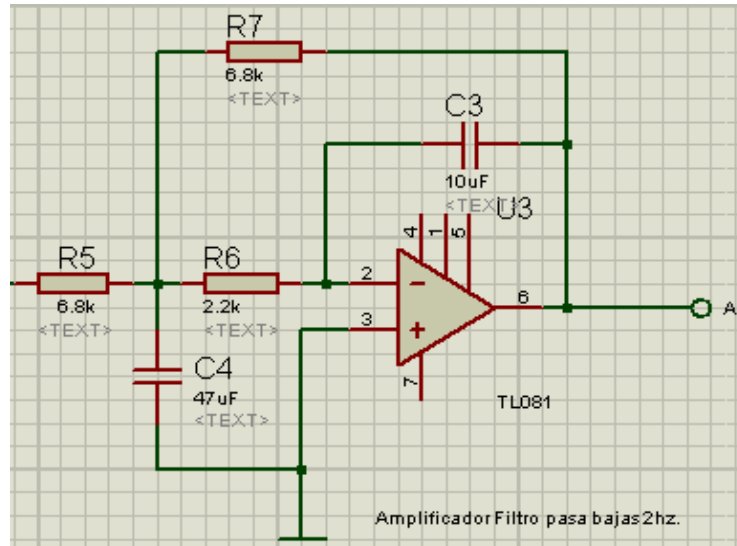 R7
6.8k
<TEXT>
C3
10uF
<TEXT>
U3
4
1
5
R5
6.8k
<TEXT>
R6
2.2k
<TEXT>
2
3
6
A
7
C4
47uF
<TEXT>
TL081
Amplificador Filtro pasa bajas 2hz.